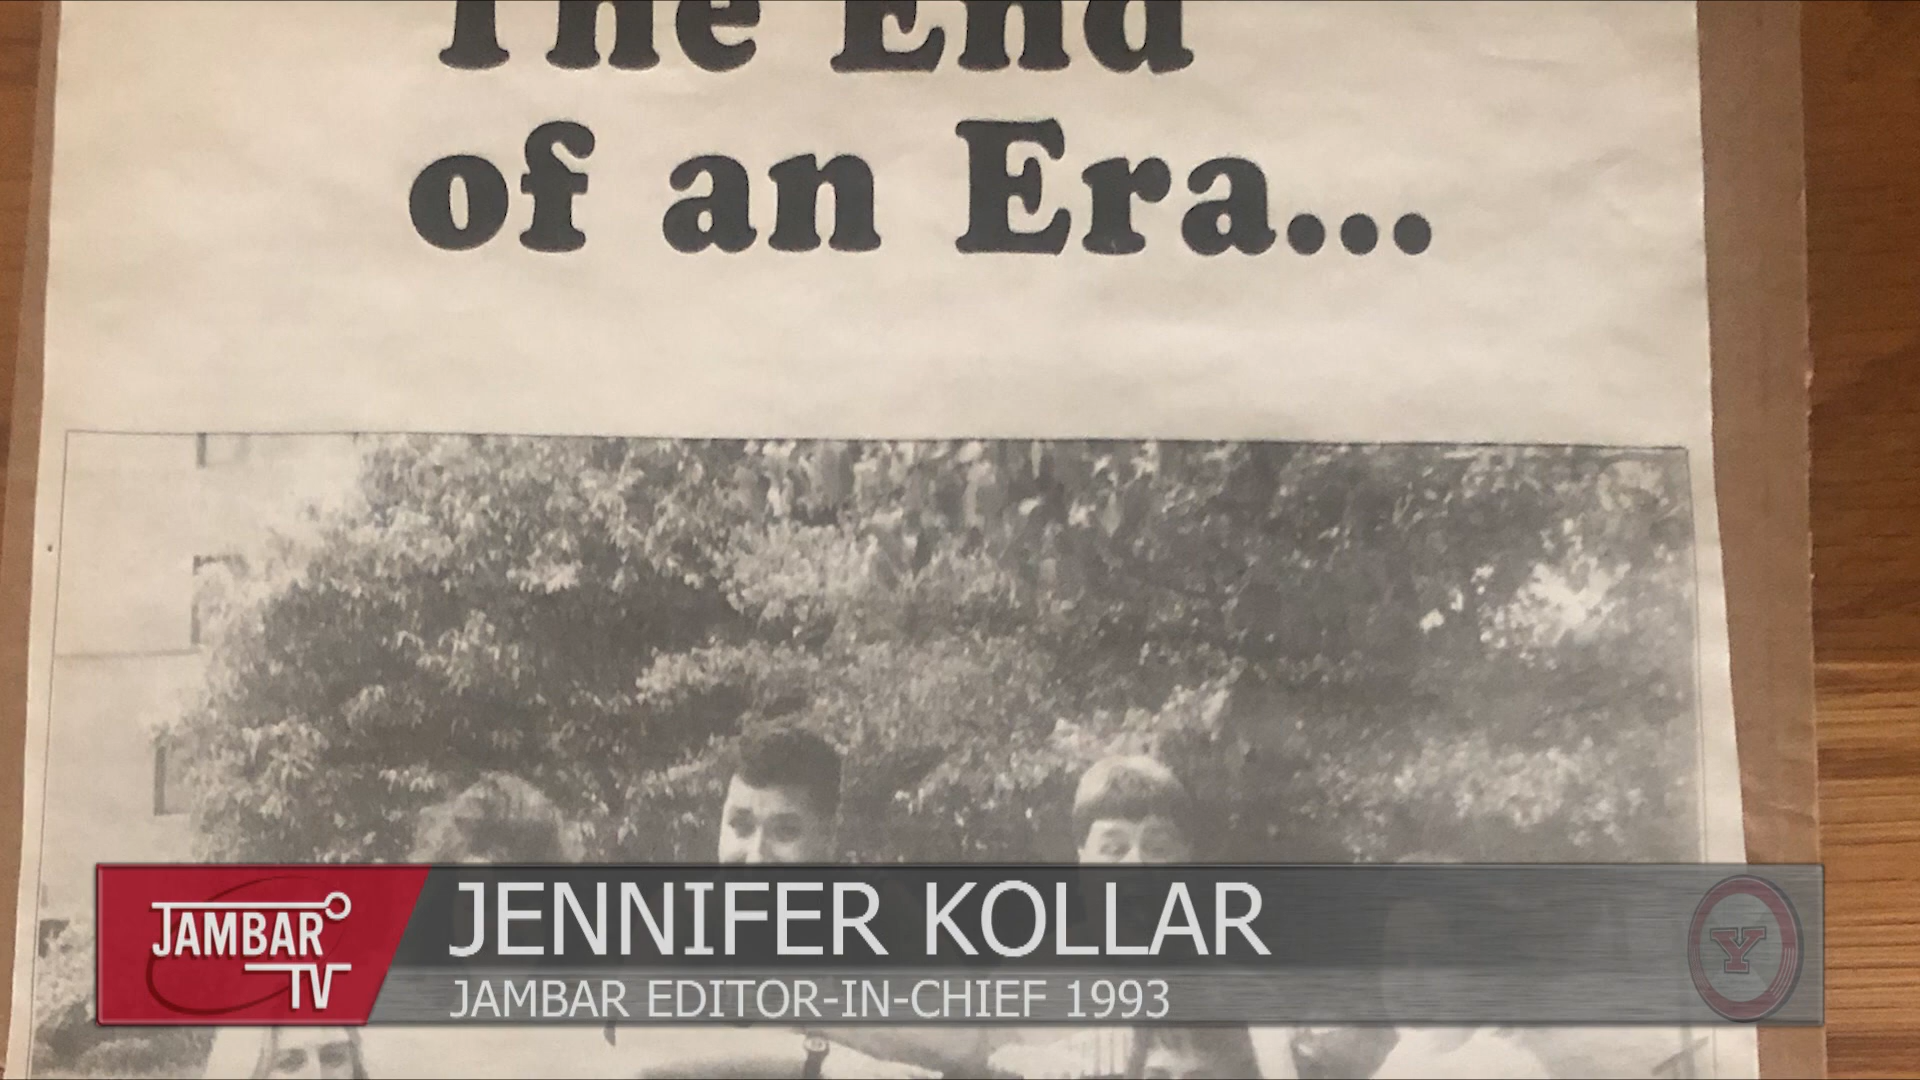 The End
of an Era...
JAMBAR
TV
JENNIFER KOLLAR
JAMBAR EDITOR-IN-CHIEF 1993
Y